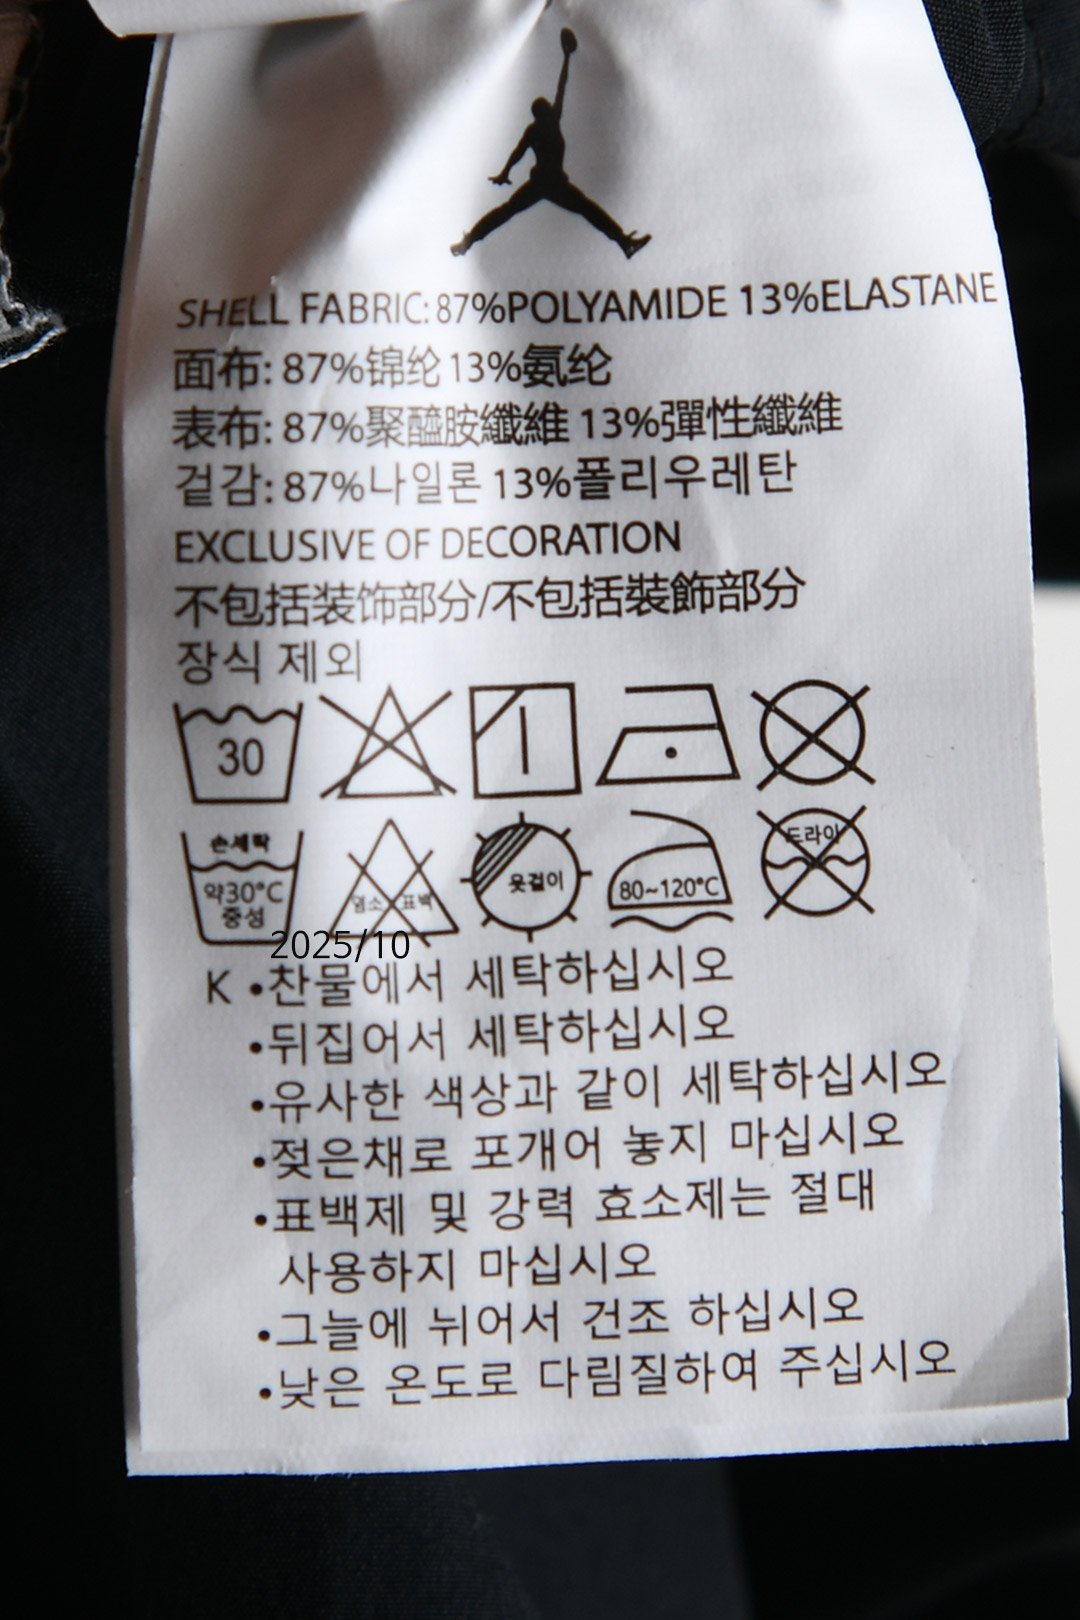 SHELL FABRIC: 87%POLYAMIDE 13%ELASTANE
面布: 87%锦纶 13%氨纶
表布: 87%聚醯胺纖維 13%彈性纖維
겉감: 87%나일론 13%폴리우레탄
EXCLUSIVE OF DECORATION
不包括装饰部分/不包括裝飾部分
장식 제외
30
손세탁
약30°C
중성
염소 표백
옷걸이
80~120°C
드라이
2025/10
K •찬물에서 세탁하십시오
•뒤집어서 세탁하십시오
•유사한 색상과 같이 세탁하십시오
•젖은채로 포개어 놓지 마십시오
•표백제 및 강력 효소제는 절대
사용하지 마십시오
•그늘에 뉘어서 건조 하십시오
•낮은 온도로 다림질하여 주십시오